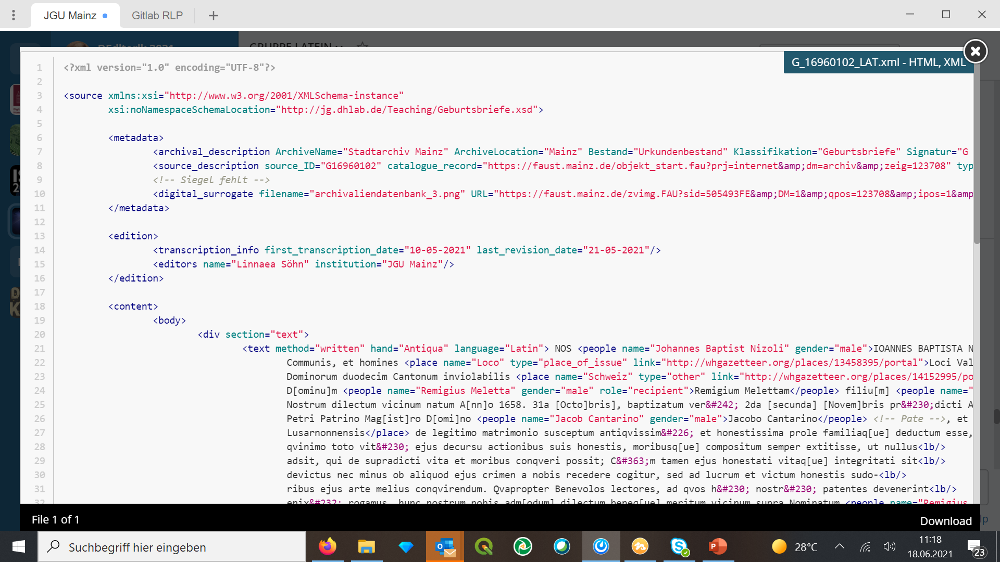 JGU Mainz
Gitlab RLP
G_16960102_LAT.xml - HTML, XML
1 <?xml version="1.0" encoding="UTF-8"?>
2
3 <source xmlns:xsi="http://www.w3.org/2001/XMLSchema-instance"
4 xsi:noNamespaceSchemaLocation="http://jg.dhlab.de/Teaching/Geburtsbriefe.xsd">
5
6 <metadata>
7 <archival_description ArchiveName="Stadtarchiv Mainz" ArchiveLocation="Mainz" Bestand="Urkundenbestand" Klassifikation="Geburtsbriefe" Signatur="G
8 <source_description source_ID="G16960102" catalogue_record="https://faust.mainz.de/objekt_start.fau?prj=internet&amp;dm=archiv&amp;zeig=123708" typ
9 <!-- Siegel fehlt -->
10 <digital_surrogate filename="archivaliendatenbank_3.png" URL="https://faust.mainz.de/zvimg.FAU?sid=505493FE&amp;DM=1&amp;qpos=123708&amp;ipos=1&amp
11 </metadata>
12
13 <edition>
14 <transcription_info first_transcription_date="10-05-2021" last_revision_date="21-05-2021"/>
15 <editors name="Linnaea Söhn" institution="JGU Mainz"/>
16 </edition>
17
18 <content>
19 <body>
20 <div section="text">
21 <text method="written" hand="Antiqua" language="Latin"> NOS <people name="Johannes Baptist Nizoli" gender="male">IOANNES BAPTISTA N
22 Communis, et homines <place name="Loco" type="place_of_issue" link="http://whgazetteer.org/places/13458395/portal">Loci Val
23 Dominorum duodecim Cantonum inviolabilis <place name="Schweiz" type="other" link="http://whgazetteer.org/places/14152995/po
24 D[ominu]m <people name="Remigius Meletta" gender="male" role="recipient">Remigium Melettam</people> filiu[m] <people name="
25 Nostrum dilectum vicinum natum A[nn]o 1658. 31a [Octo]bris], baptizatum ver&#242; 2da [secunda] [Novem]bris pr&#230;dicti A
26 Petri Patrino Mag[ist]ro D[omi]no <people name="Jacob Cantarino" gender="male">Jacobo Cantarino</people> <!-- Pate -->, et
27 Lusarnonnensis</place> de legitimo matrimonio susceptum antiqvissim&#226; et honestissima prole familiaq[ue] deductum esse,
28 qvinimo toto vit&#230; ejus decursu actionibus suis honestis, moribusq[ue] compositum semper extitisse, ut nullus<lb/>
29 adsit, qui de supradicti vita et moribus conqveri possit; C&#363;m tamen ejus honestati vitaq[ue] integritati sit<lb/>
30 devictus nec minus ob aliquod ejus crimen a nobis recedere cogitur, sed ad lucrum et victum honestis sudo-<lb/>
31 ribus ejus arte melius conqvirendum. Qvapropter Benevolos lectores, ad qvos h&#230; nostr&#230; patentes devenerint<lb/>
32 enix&#232; rogamus, hunc nostrum nobis adm[odum] dilectum beneq[ue] meritum vicinum supra Nominatum <people name="Remigius
File 1 of 1
Download
Suchbegriff hier eingeben
28°C
11:18
18.06.2021
23